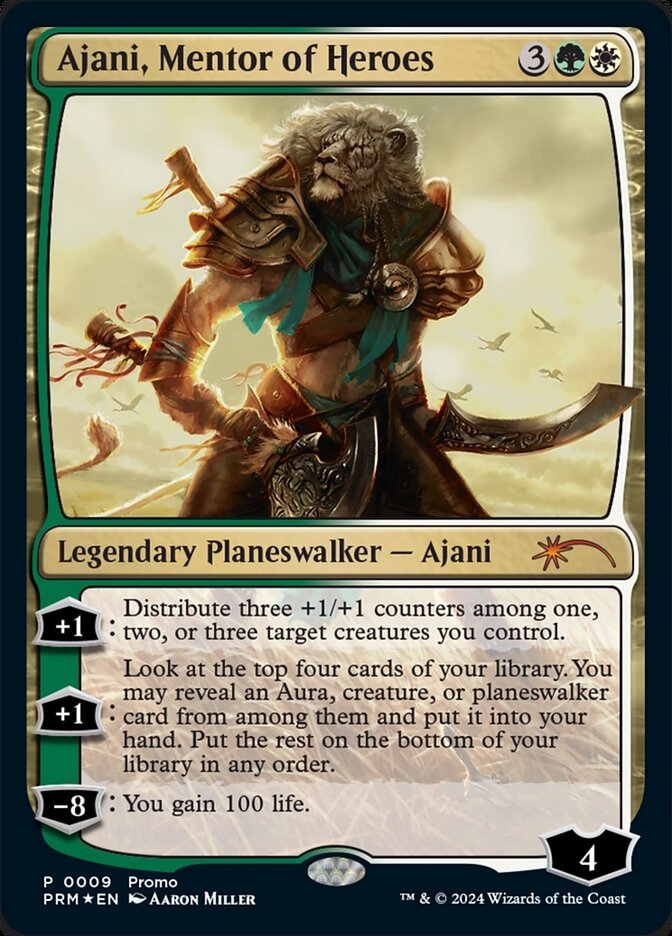 Ajani, Mentor of Heroes 3
Legendary Planeswalker — Ajani
+1: Distribute three +1/+1 counters among one,
two, or three target creatures you control.
Look at the top four cards of your library. You
may reveal an Aura, creature, or planeswalker
+1: card from among them and put it into your
hand. Put the rest on the bottom of your
library in any order.
−8: You gain 100 life.
4
P 0009 Promo
PRM★EN Aaron Miller
™ & © 2024 Wizards of the Coast